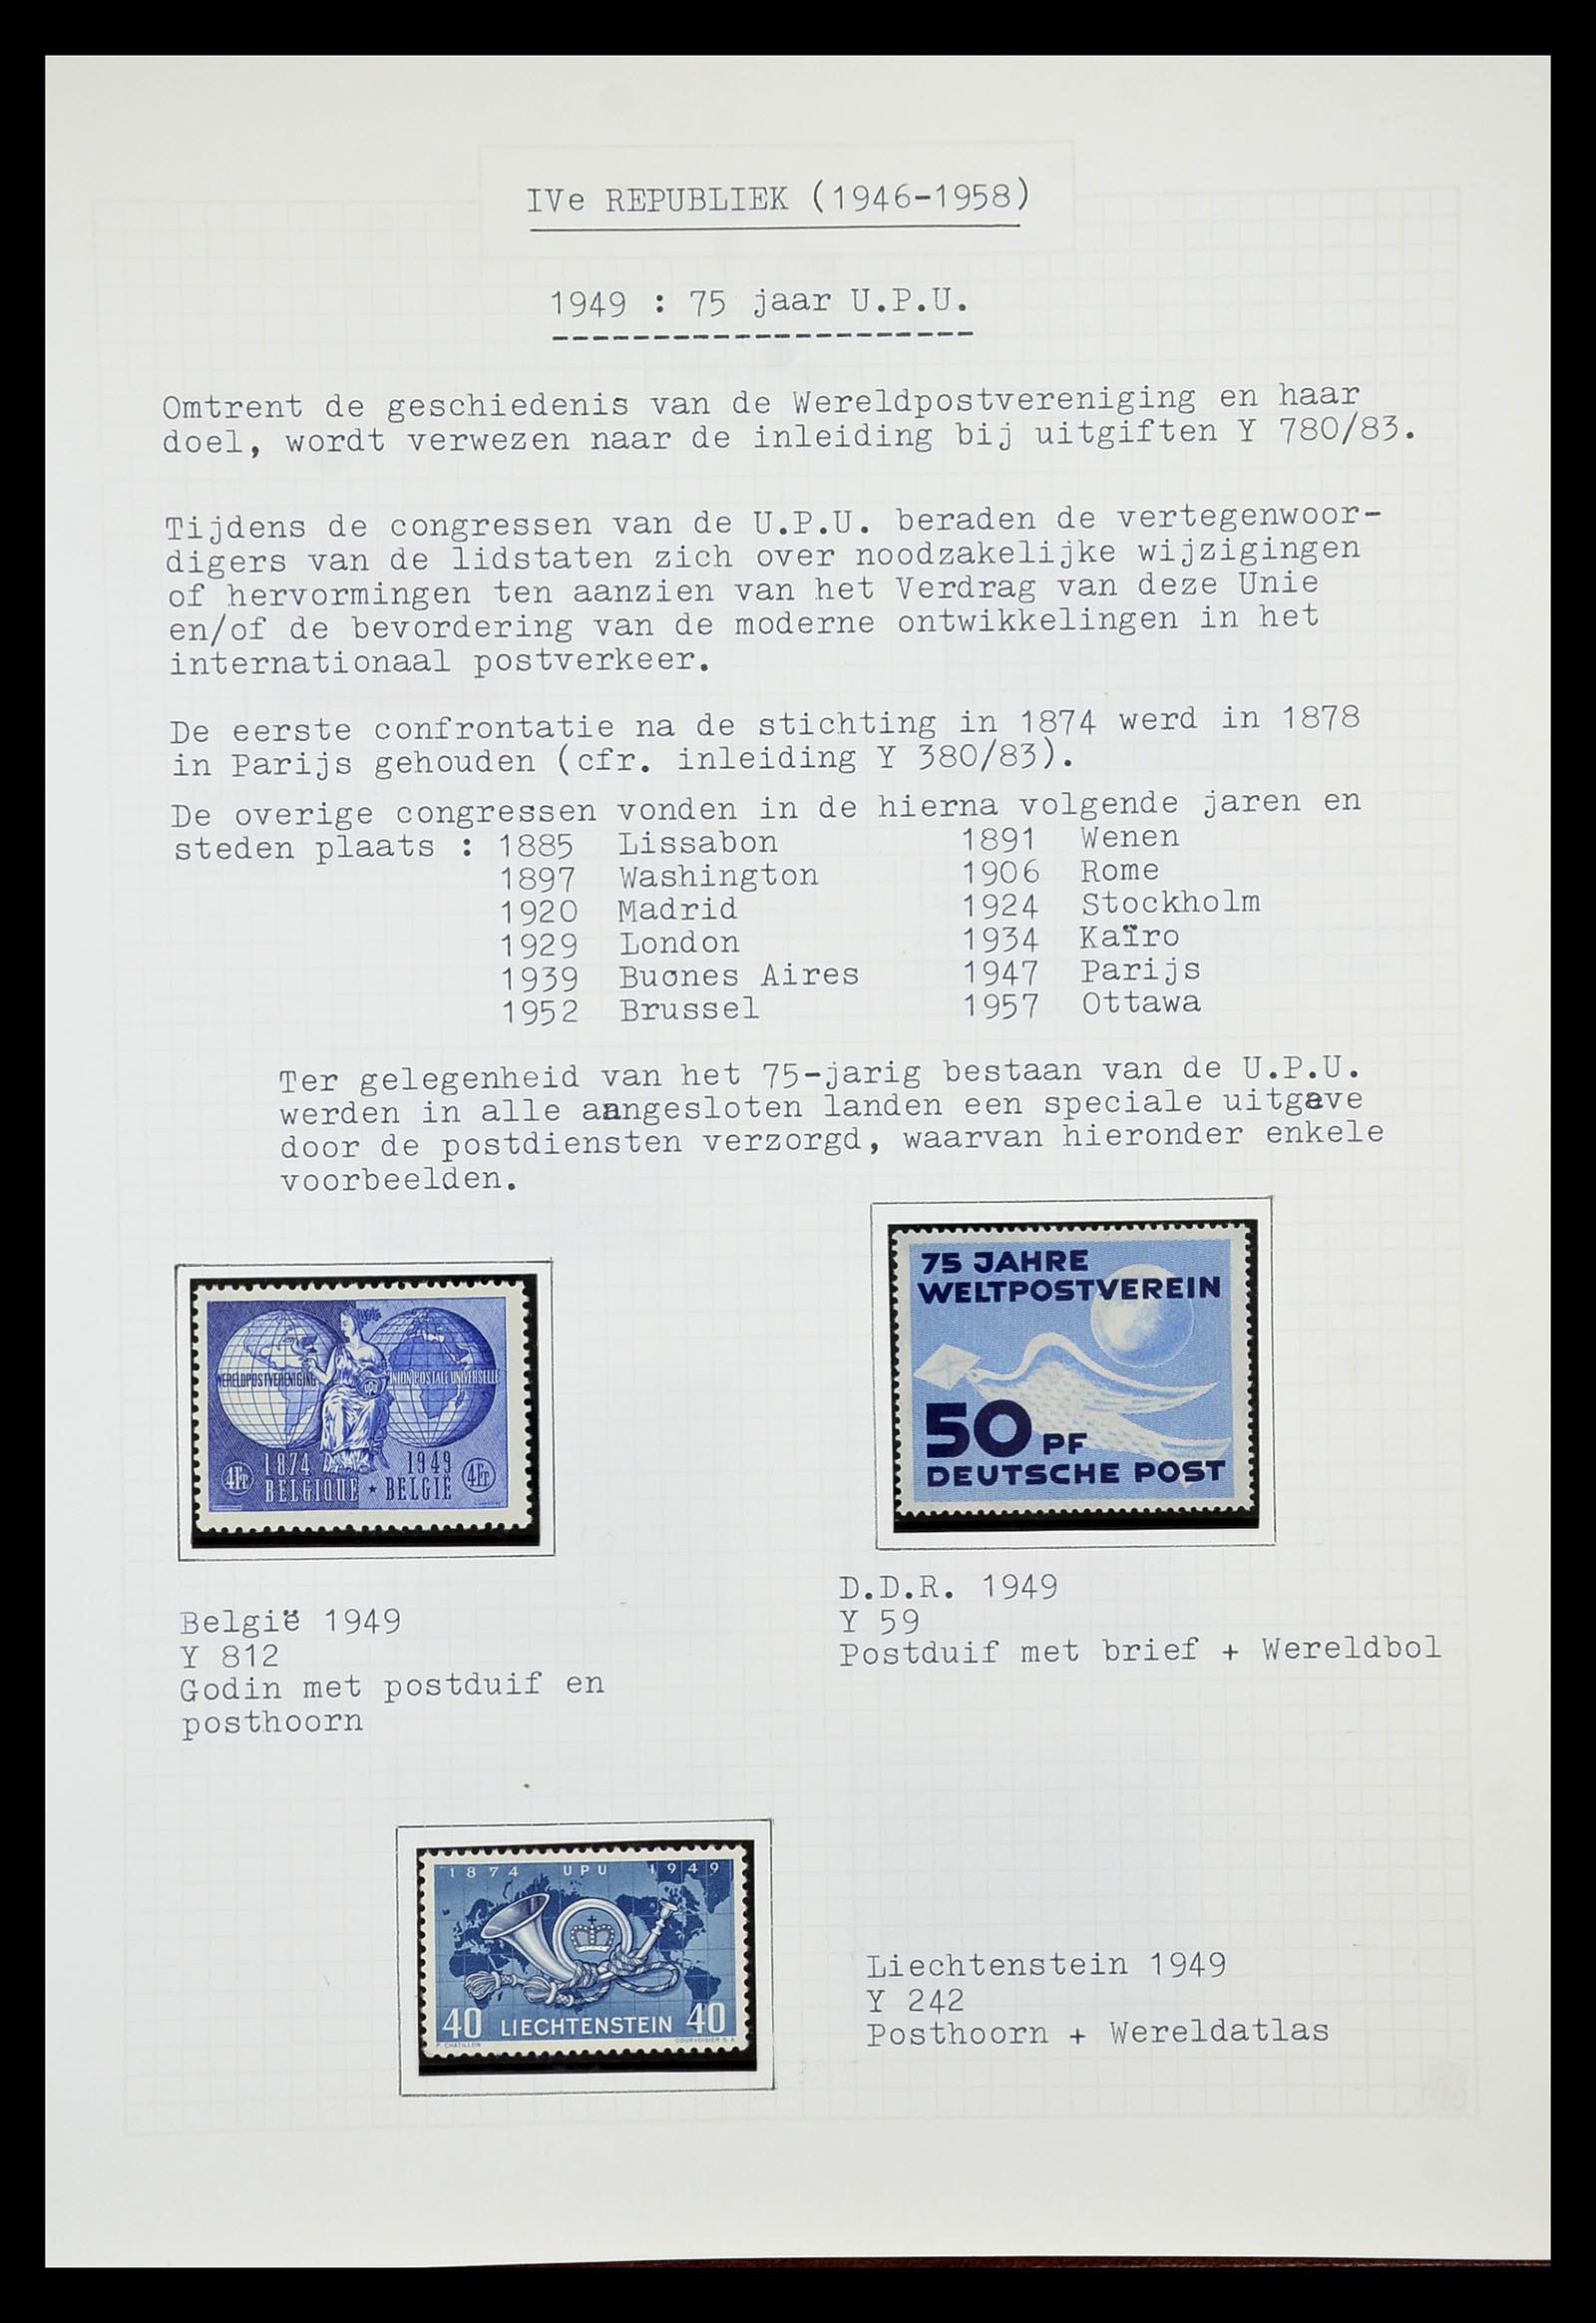 IVe REPUBLIEK (1946-1958)
1949 : 75 jaar U.P.U.
Omtrent de geschiedenis van de Wereldpostvereniging en haar
doel, wordt verwezen naar de inleiding bij uitgiften Y 780/83.
Tijdens de congressen van de U.P.U. beraden de vertegenwoor-
digers van de lidstaten zich over noodzakelijke wijzigingen
of hervormingen ten aanzien van het Verdrag van deze Unie
en/of de bevordering van de moderne ontwikkelingen in het
internationaal postverkeer.
De eerste confrontatie na de stichting in 1874 werd in 1878
in Parijs gehouden (cfr. inleiding Y 380/83).
De overige congressen vonden in de hierna volgende jaren en
steden plaats : 1885 Lissabon 1891 Wenen
1897 Washington 1906 Rome
1920 Madrid 1924 Stockholm
1929 London 1934 Kaïro
1939 Buones Aires 1947 Parijs
1952 Brussel 1957 Ottawa
Ter gelegenheid van het 75-jarig bestaan van de U.P.U.
werden in alle aangesloten landen een speciale uitgave
door de postdiensten verzorgd, waarvan hieronder enkele
voorbeelden.
WERELDPOSTVERENIGING UNION POSTALE UNIVERSELLE
UPU
1874 1949
4Fr BELGIQUE ★ BELGIË 4Fr
75 JAHRE
WELTPOSTVEREIN
50 PF
DEUTSCHE POST
België 1949
Y 812
Godin met postduif en
posthoorn
D.D.R. 1949
Y 59
Postduif met brief + Wereldbol
1874 UPU 1949
40 LIECHTENSTEIN 40
P. CHATILLON COURVOISIER S.A.
Liechtenstein 1949
Y 242
Posthoorn + Wereldatlas